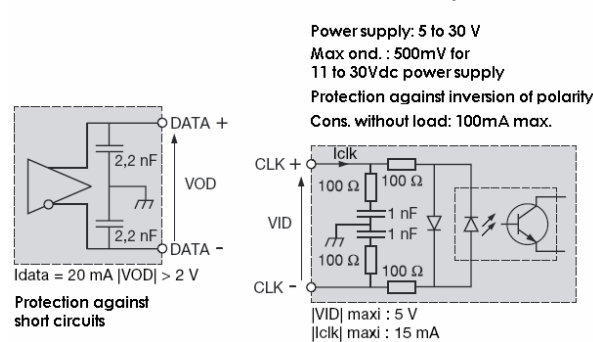 Power supply: 5 to 30 V
Max ond. : 500mV for
11 to 30Vdc power supply
Protection against inversion of polarity
Cons. without load: 100mA max.
DATA +
2,2 nF
VOD
2,2 nF
DATA -
Idata = 20 mA |VOD| > 2 V
Protection against
short circuits
Iclk
CLK +
100 Ω
100 Ω
1 nF
VID
1 nF
100 Ω
100 Ω
CLK -
|VID| maxi : 5 V
|Iclk| maxi : 15 mA